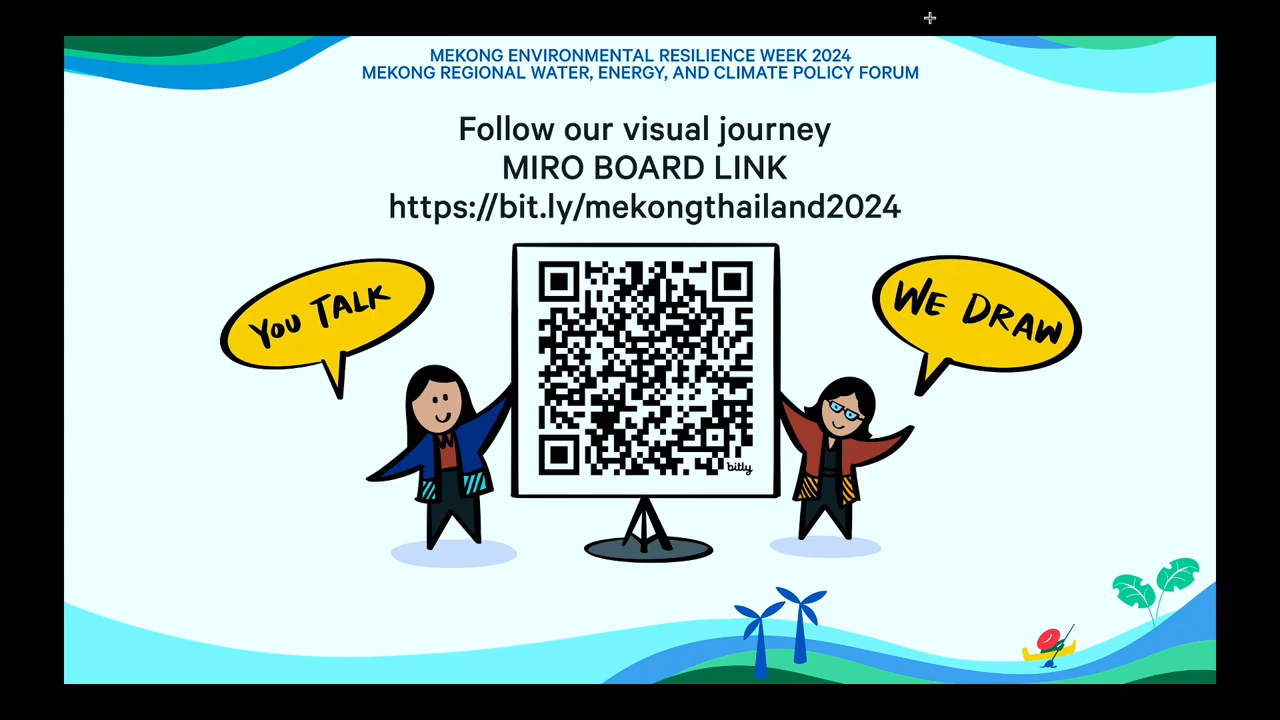 MEKONG ENVIRONMENTAL RESILIENCE WEEK 2024
MEKONG REGIONAL WATER, ENERGY, AND CLIMATE POLICY FORUM
Follow our visual journey
MIRO BOARD LINK
https://bit.ly/mekongthailand2024
YOU TALK
WE DRAW
bitly